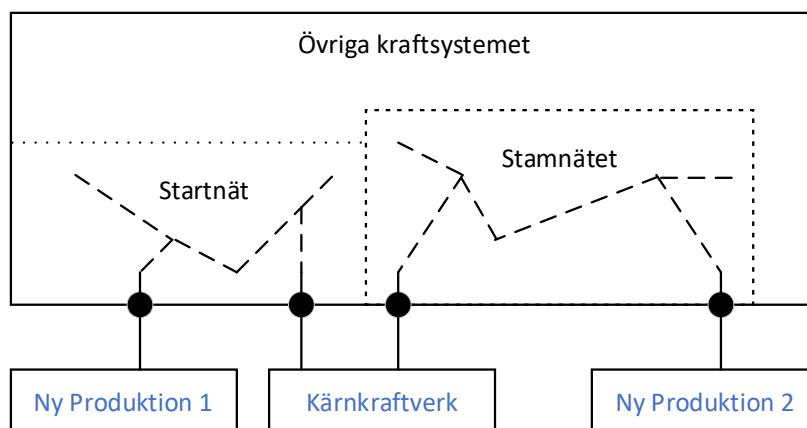 Övriga kraftsystemet
Stamnätet
Startnät
Ny Produktion 1
Kärnkraftverk
Ny Produktion 2